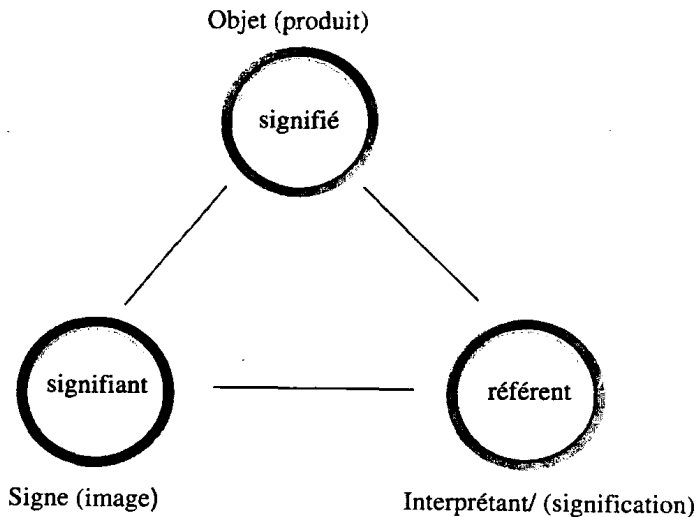 Objet (produit)
signifié
signifiant
référent
Signe (image)
Interprétant/ (signification)